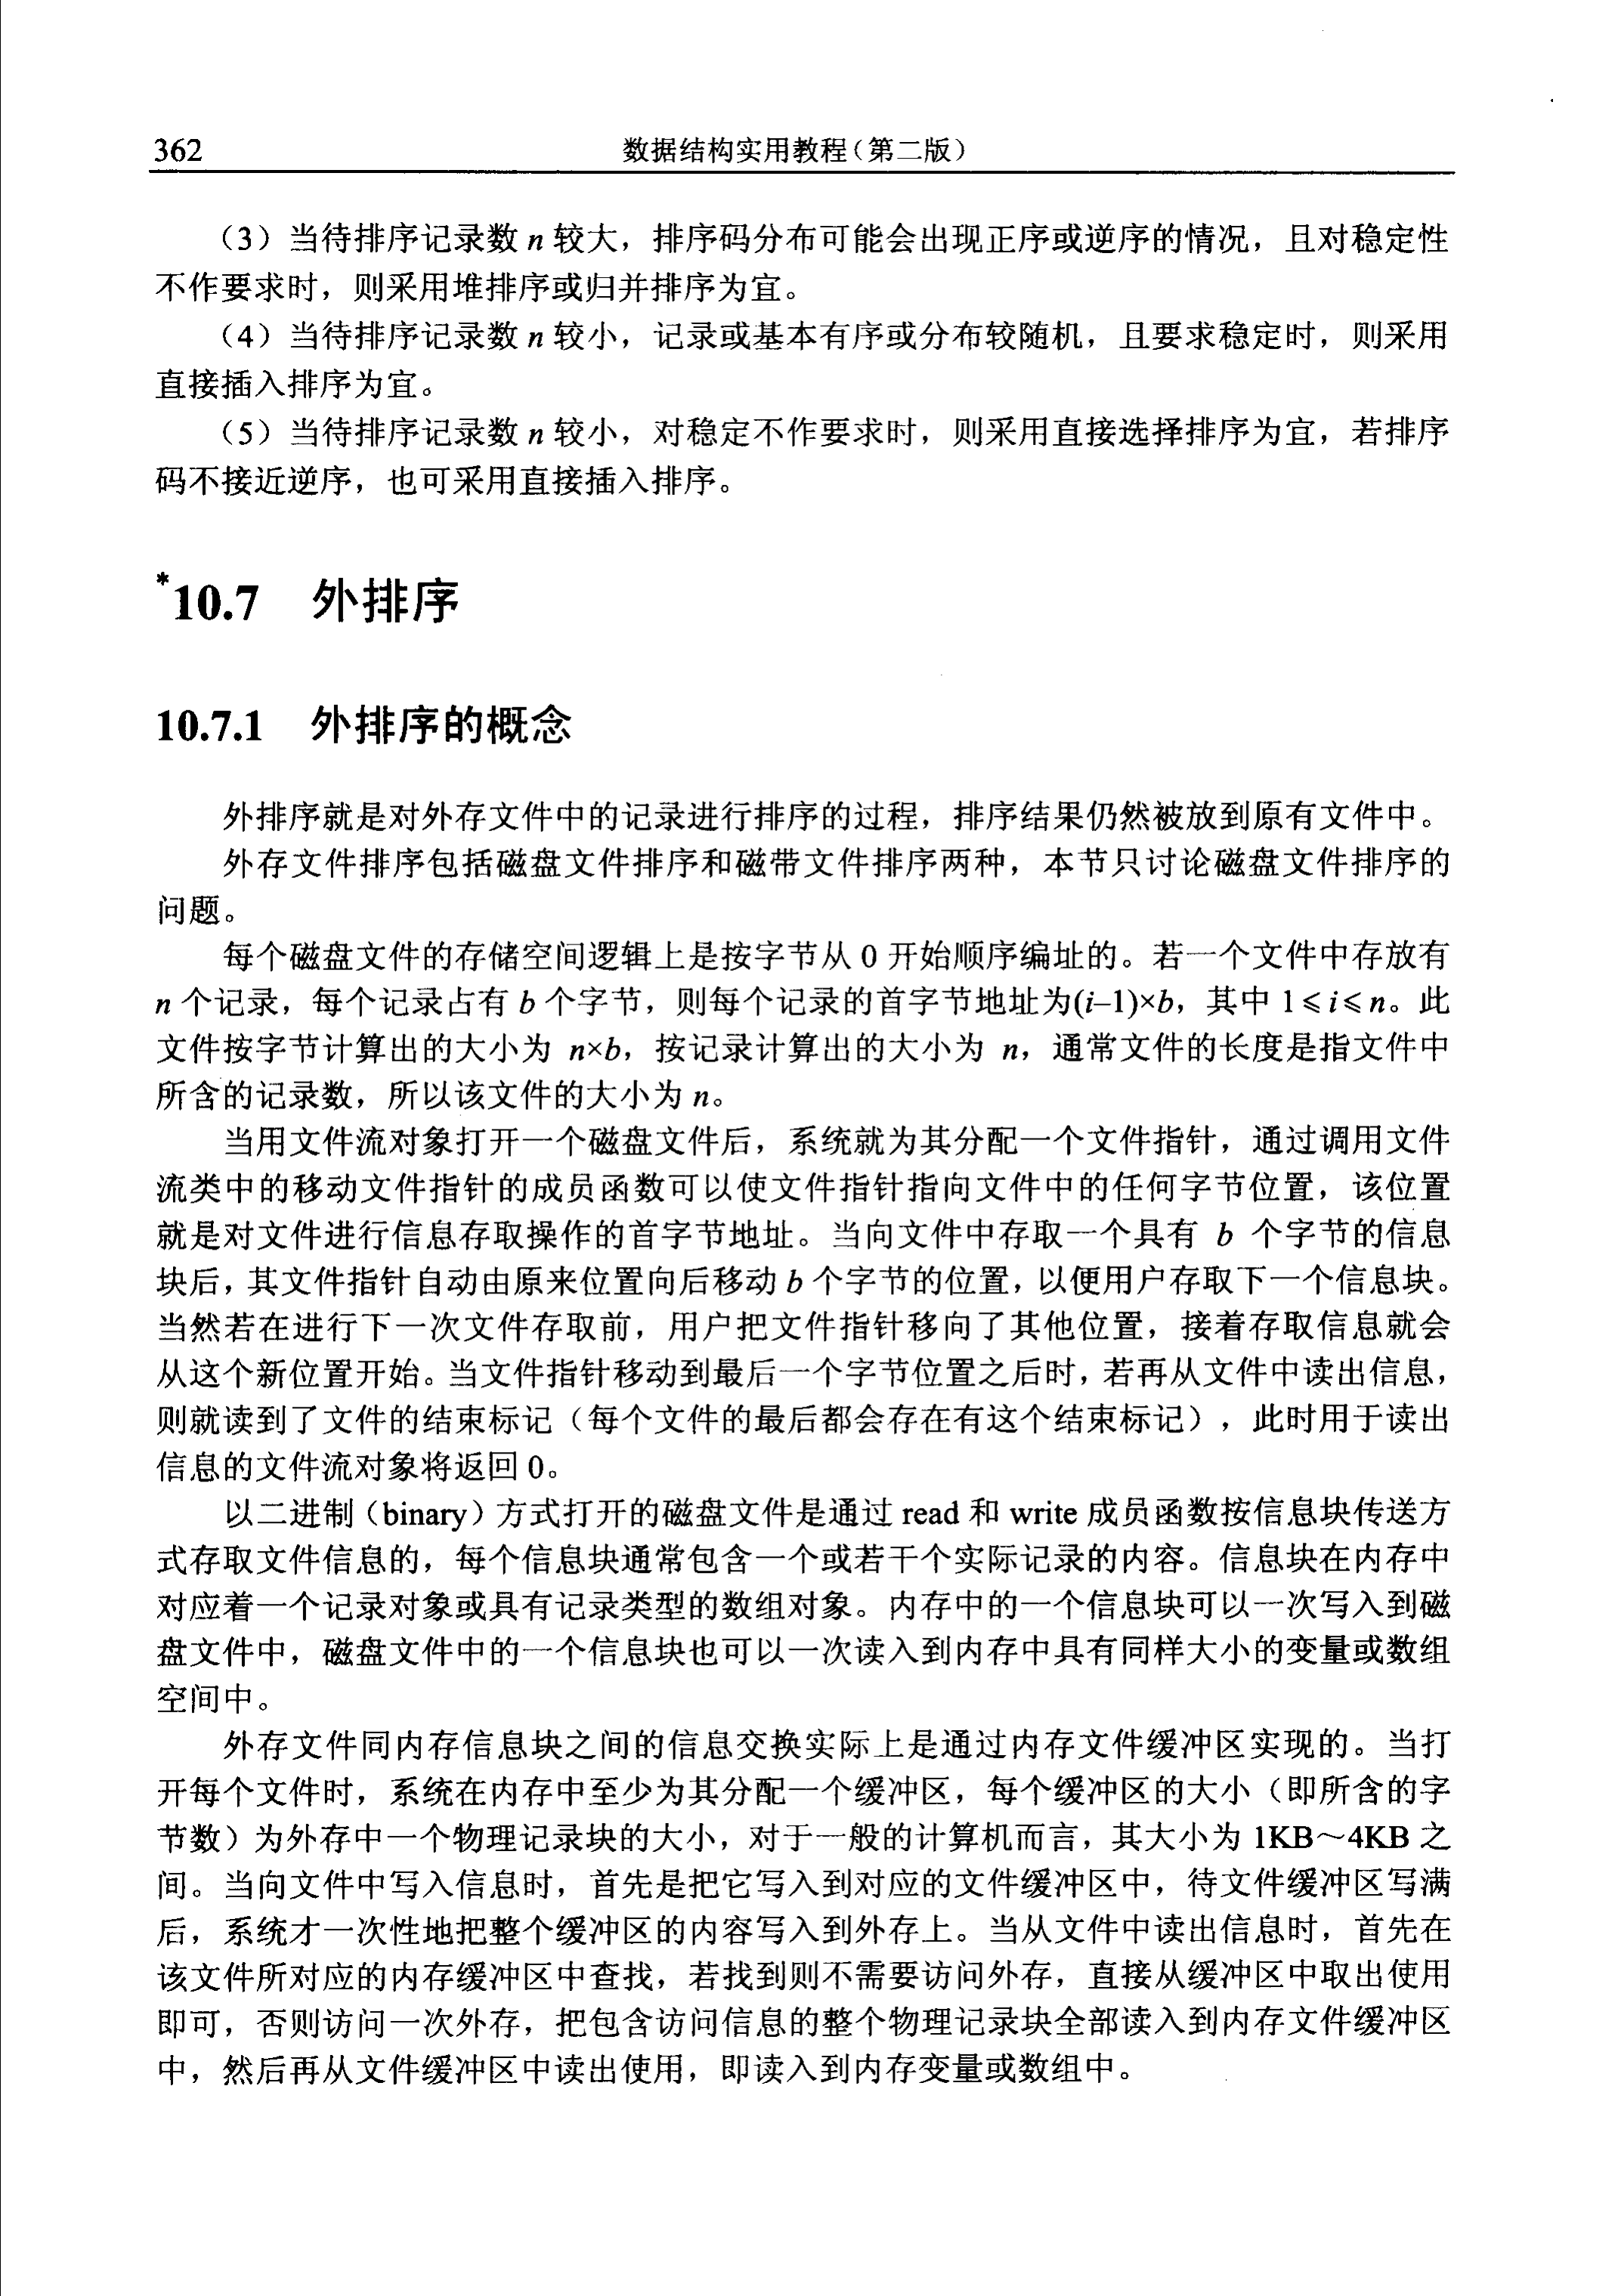 362 数据结构实用教程（第二版）
（3）当待排序记录数 n 较大，排序码分布可能会出现正序或逆序的情况，且对稳定性
不作要求时，则采用堆排序或归并排序为宜。
（4）当待排序记录数 n 较小，记录或基本有序或分布较随机，且要求稳定时，则采用
直接插入排序为宜。
（5）当待排序记录数 n 较小，对稳定不作要求时，则采用直接选择排序为宜，若排序
码不接近逆序，也可采用直接插入排序。
*10.7 外排序
10.7.1 外排序的概念
外排序就是对外存文件中的记录进行排序的过程，排序结果仍然被放到原有文件中。
外存文件排序包括磁盘文件排序和磁带文件排序两种，本节只讨论磁盘文件排序的
问题。
每个磁盘文件的存储空间逻辑上是按字节从 0 开始顺序编址的。若一个文件中存放有
n 个记录，每个记录占有 b 个字节，则每个记录的首字节地址为(i–1)×b，其中 1≤i≤n。此
文件按字节计算出的大小为 n×b，按记录计算出的大小为 n，通常文件的长度是指文件中
所含的记录数，所以该文件的大小为 n。
当用文件流对象打开一个磁盘文件后，系统就为其分配一个文件指针，通过调用文件
流类中的移动文件指针的成员函数可以使文件指针指向文件中的任何字节位置，该位置
就是对文件进行信息存取操作的首字节地址。当向文件中存取一个具有 b 个字节的信息
块后，其文件指针自动由原来位置向后移动 b 个字节的位置，以便用户存取下一个信息块。
当然若在进行下一次文件存取前，用户把文件指针移向了其他位置，接着存取信息就会
从这个新位置开始。当文件指针移动到最后一个字节位置之后时，若再从文件中读出信息，
则就读到了文件的结束标记（每个文件的最后都会存在有这个结束标记），此时用于读出
信息的文件流对象将返回 0。
以二进制（binary）方式打开的磁盘文件是通过 read 和 write 成员函数按信息块传送方
式存取文件信息的，每个信息块通常包含一个或若干个实际记录的内容。信息块在内存中
对应着一个记录对象或具有记录类型的数组对象。内存中的一个信息块可以一次写入到磁
盘文件中，磁盘文件中的一个信息块也可以一次读入到内存中具有同样大小的变量或数组
空间中。
外存文件同内存信息块之间的信息交换实际上是通过内存文件缓冲区实现的。当打
开每个文件时，系统在内存中至少为其分配一个缓冲区，每个缓冲区的大小（即所含的字
节数）为外存中一个物理记录块的大小，对于一般的计算机而言，其大小为 1KB～4KB 之
间。当向文件中写入信息时，首先是把它写入到对应的文件缓冲区中，待文件缓冲区写满
后，系统才一次性地把整个缓冲区的内容写入到外存上。当从文件中读出信息时，首先在
该文件所对应的内存缓冲区中查找，若找到则不需要访问外存，直接从缓冲区中取出使用
即可，否则访问一次外存，把包含访问信息的整个物理记录块全部读入到内存文件缓冲区
中，然后再从文件缓冲区中读出使用，即读入到内存变量或数组中。